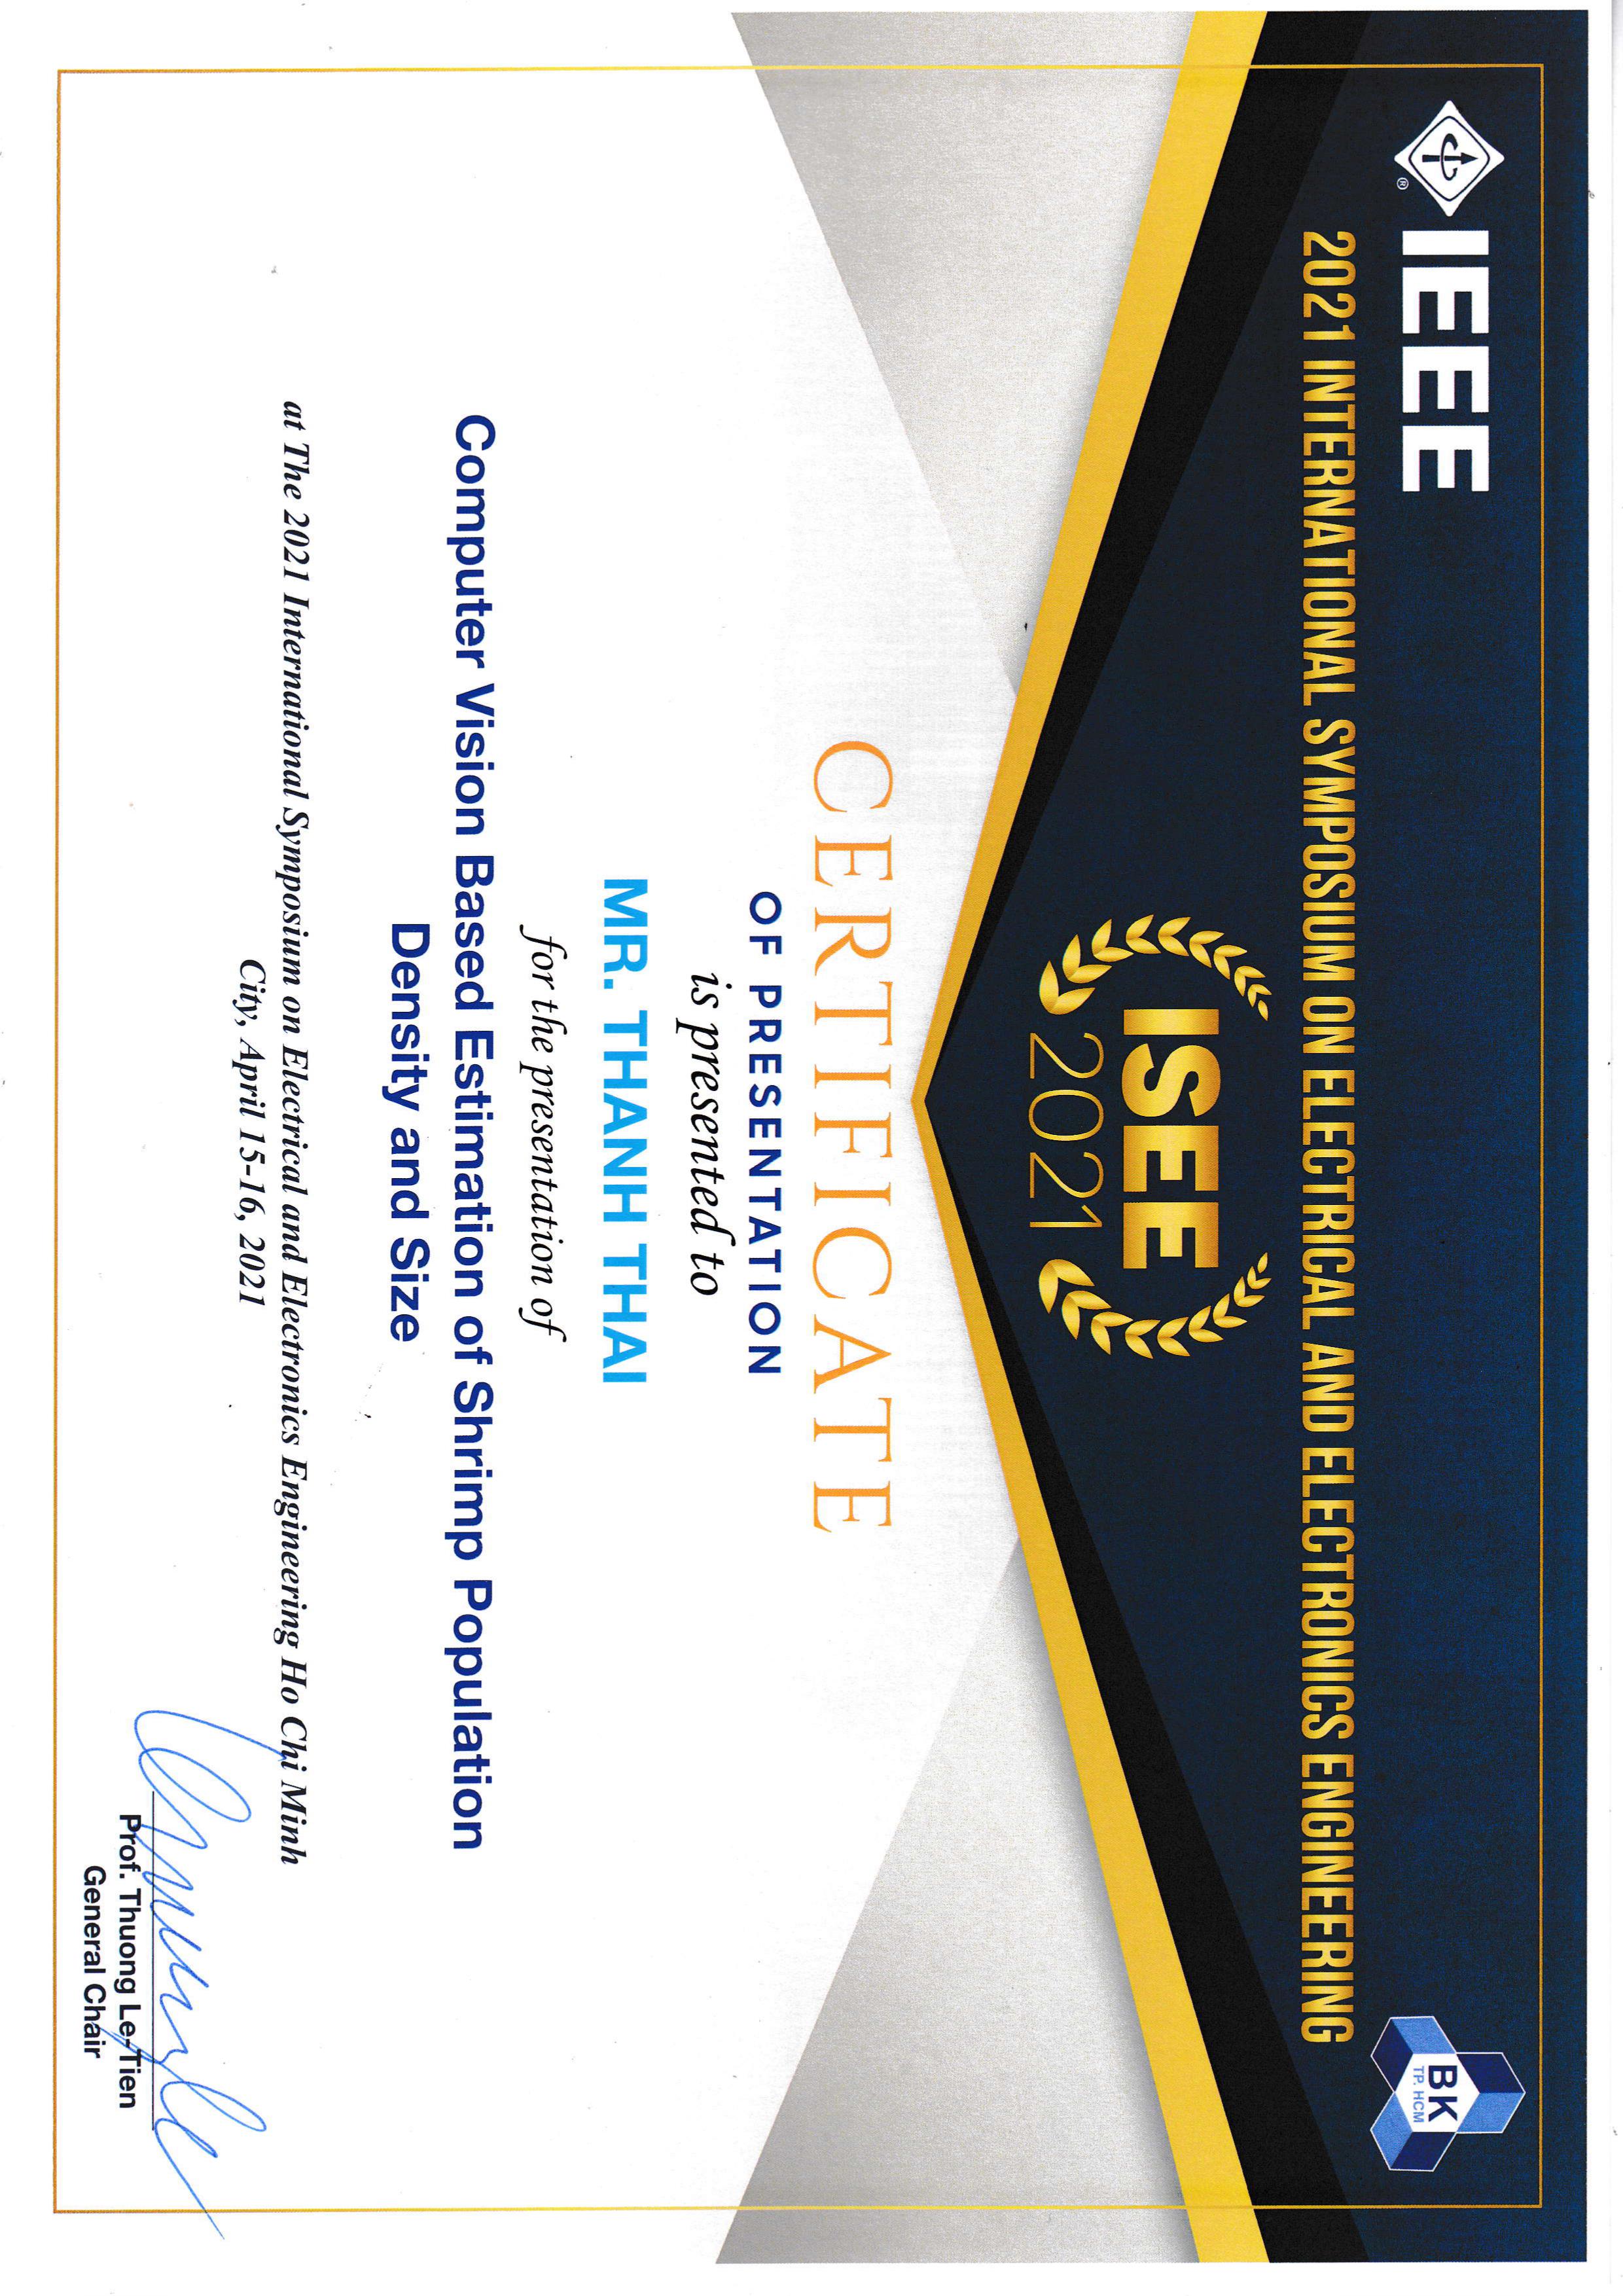 IEEE
®
BK
TP. HCM
2021 INTERNATIONAL SYMPOSIUM ON ELECTRICAL AND ELECTRONICS ENGINEERING
ISEE
2021
CERTIFICATE
OF PRESENTATION
is presented to
MR. THANH THAI
for the presentation of
Computer Vision Based Estimation of Shrimp Population
Density and Size
at The 2021 International Symposium on Electrical and Electronics Engineering Ho Chi Minh
City, April 15-16, 2021
Prof. Thuong Le-Tien
General Chair